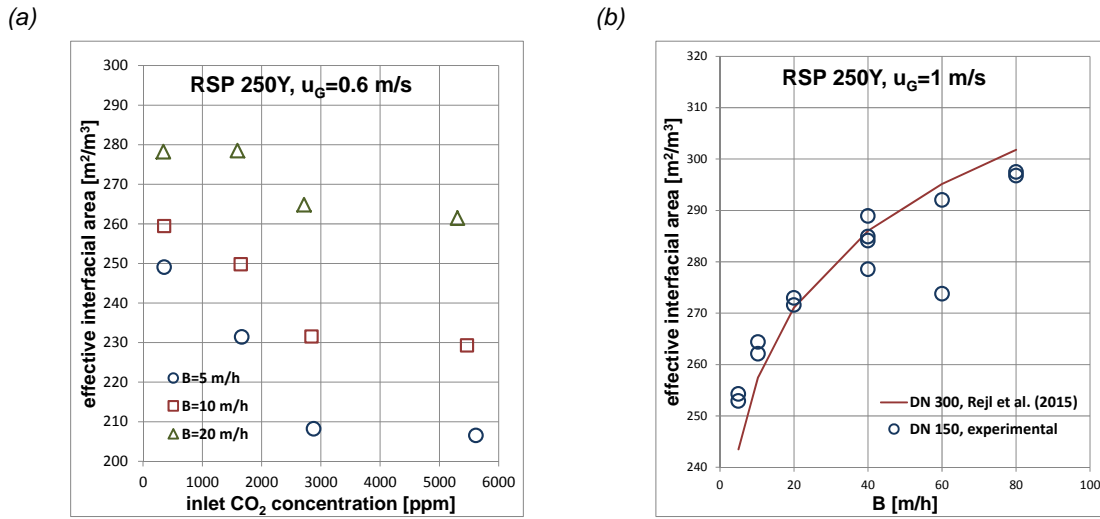 (a)
(b)
RSP 250Y, u_G=0.6 m/s
effective interfacial area [m²/m³]
300
290
280
270
260
250
240
230
220
210
200
B=5 m/h
B=10 m/h
B=20 m/h
0 1000 2000 3000 4000 5000 6000
inlet CO₂ concentration [ppm]
RSP 250Y, u_G=1 m/s
effective interfacial area [m²/m³]
320
310
300
290
280
270
260
250
240
DN 300, Rejl et al. (2015)
DN 150, experimental
0 20 40 60 80 100
B [m/h]